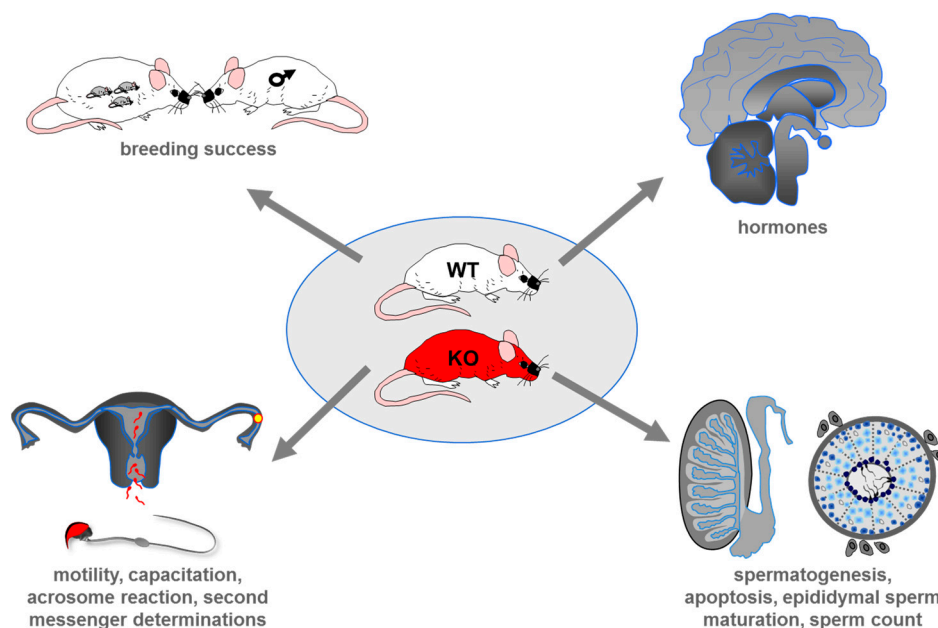 breeding success
hormones
WT
KO
motility, capacitation,
acrosome reaction, second
messenger determinations
spermatogenesis,
apoptosis, epididymal sperm
maturation, sperm count